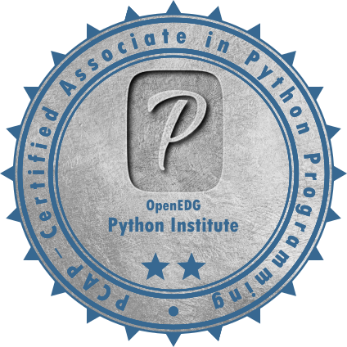 PCAP–Certified Associate in Python Programming
P
OpenEDG
Python Institute